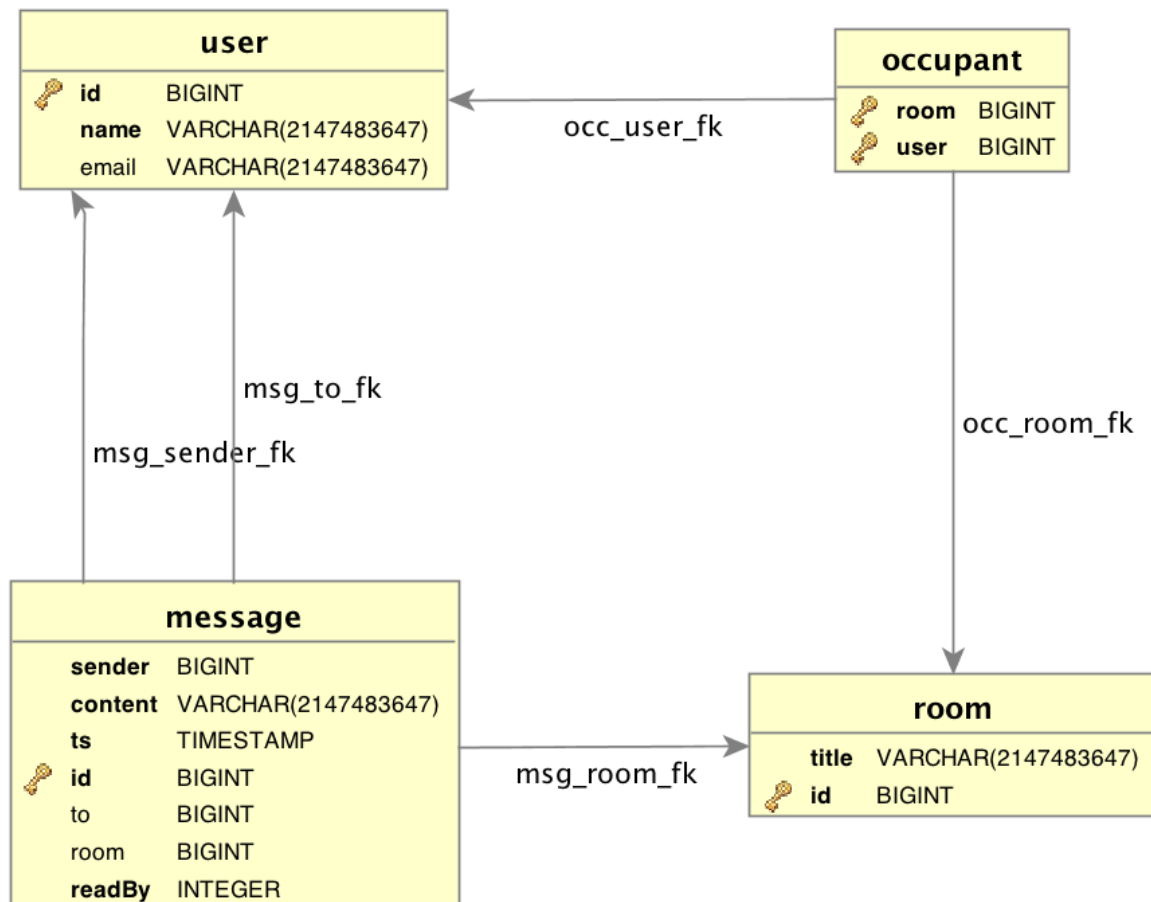 user
id BIGINT
name VARCHAR(2147483647)
email VARCHAR(2147483647)
occupant
room BIGINT
user BIGINT
occ_user_fk
msg_to_fk
msg_sender_fk
occ_room_fk
message
sender BIGINT
content VARCHAR(2147483647)
ts TIMESTAMP
id BIGINT
to BIGINT
room BIGINT
readBy INTEGER
msg_room_fk
room
title VARCHAR(2147483647)
id BIGINT